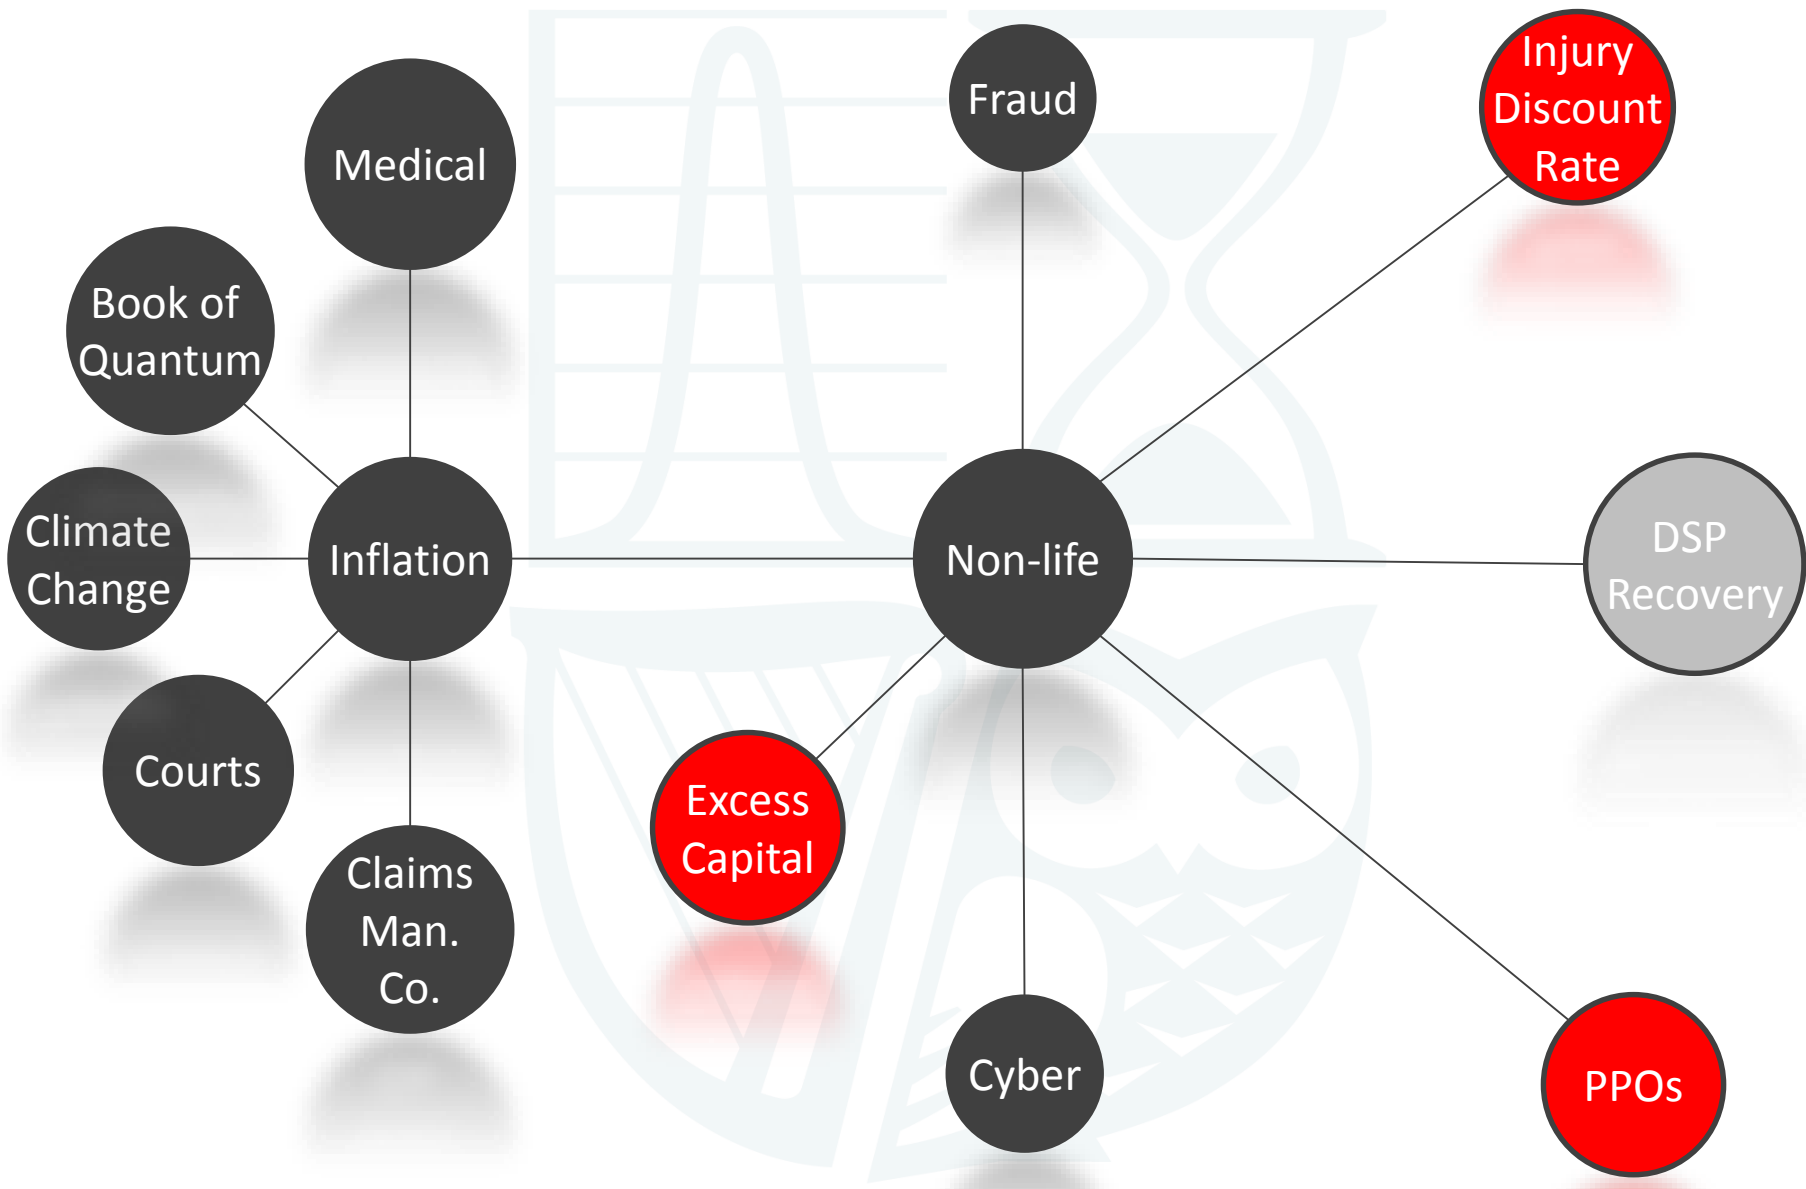 Medical
Book of
Quantum
Climate
Change
Courts
Claims
Man.
Co.
Inflation
Fraud
Injury
Discount
Rate
Non-life
DSP
Recovery
Excess
Capital
Cyber
PPOs